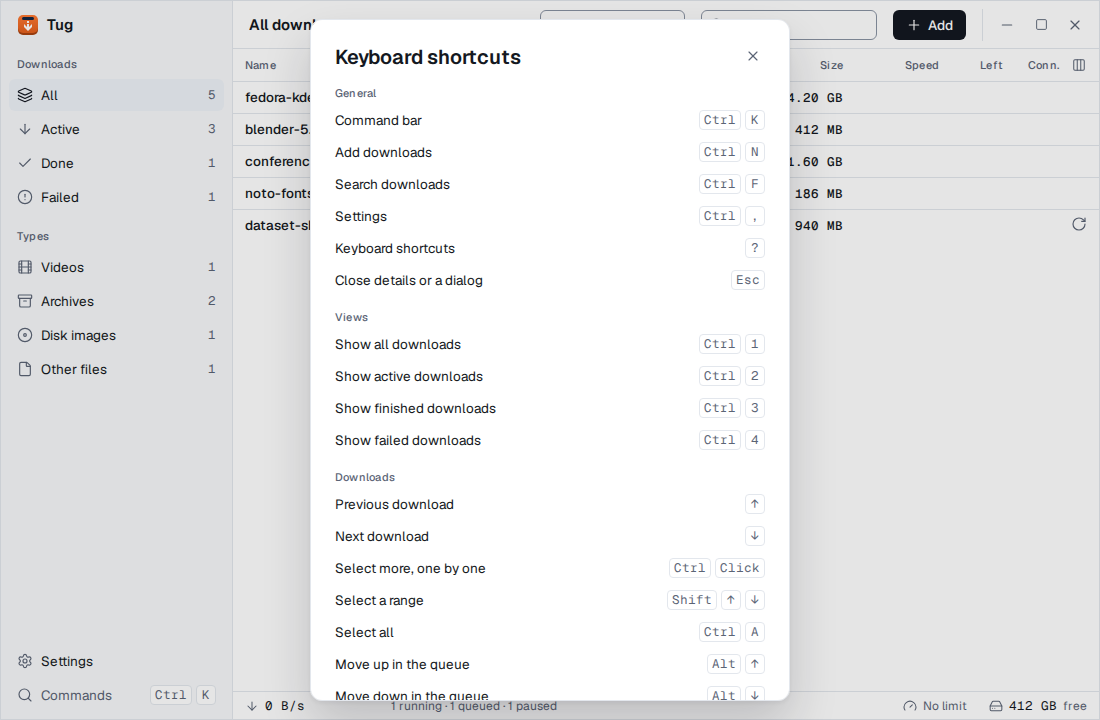 Tug
All downl
Add
Downloads
All 5
Active 3
Done 1
Failed 1
Types
Videos 1
Archives 2
Disk images 1
Other files 1
Settings
Commands Ctrl K
Name Size Speed Left Conn.
fedora-kde 4.20 GB
blender-5. 412 MB
conferenc 1.60 GB
noto-fonts 186 MB
dataset-sh 940 MB
Keyboard shortcuts
General
Command bar Ctrl K
Add downloads Ctrl N
Search downloads Ctrl F
Settings Ctrl ,
Keyboard shortcuts ?
Close details or a dialog Esc
Views
Show all downloads Ctrl 1
Show active downloads Ctrl 2
Show finished downloads Ctrl 3
Show failed downloads Ctrl 4
Downloads
Previous download ↑
Next download ↓
Select more, one by one Ctrl Click
Select a range Shift ↑ ↓
Select all Ctrl A
Move up in the queue Alt ↑
Move down in the queue Alt ↓
0 B/s 1 running · 1 queued · 1 paused No limit 412 GB free